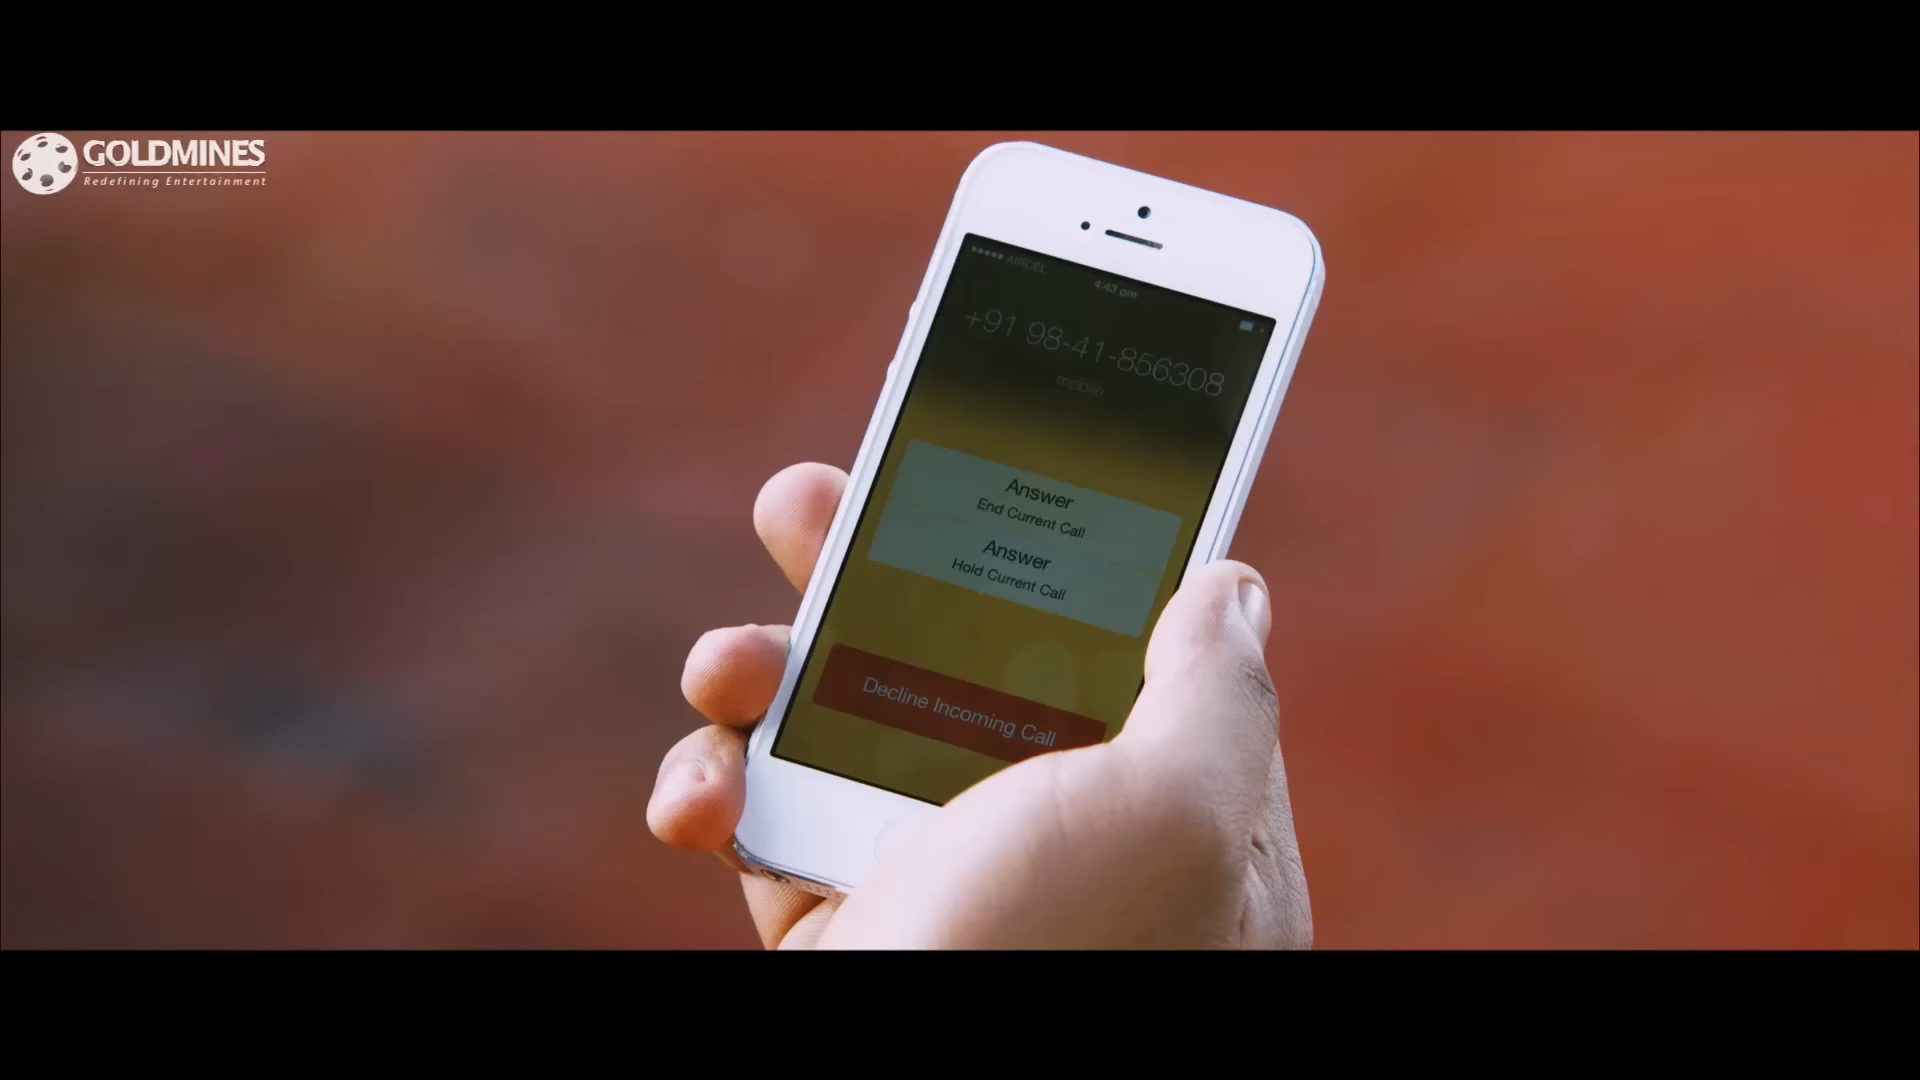 GOLDMINES
Redefining Entertainment
AIRCEL
4:43 pm
+91 98-41-856308
mobile
Answer
End Current Call
Answer
Hold Current Call
Decline Incoming Call